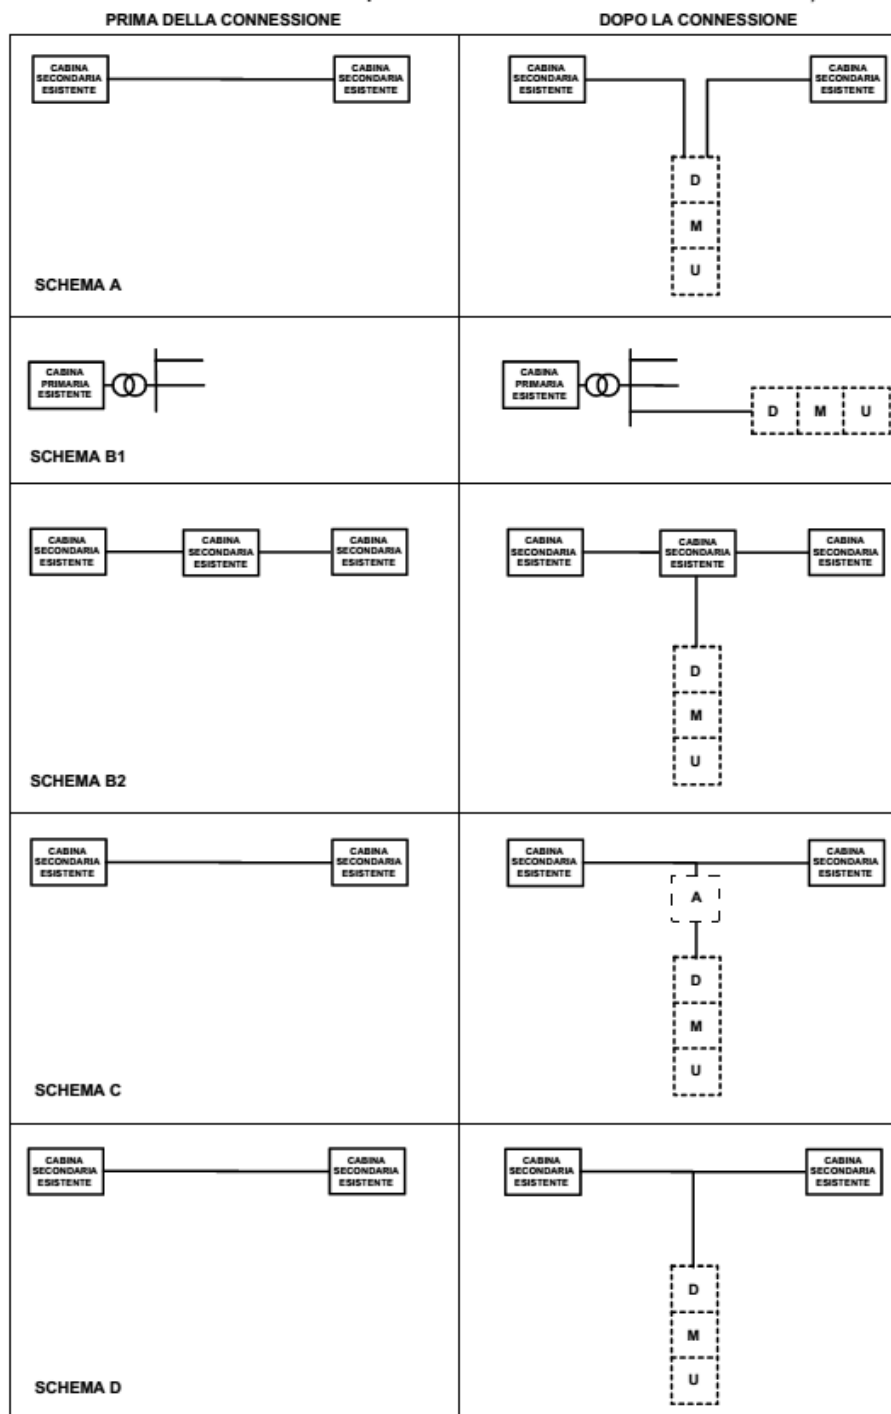 PRIMA DELLA CONNESSIONE
DOPO LA CONNESSIONE
CABINA
SECONDARIA
ESISTENTE
CABINA
SECONDARIA
ESISTENTE
SCHEMA A
CABINA
SECONDARIA
ESISTENTE
CABINA
SECONDARIA
ESISTENTE
D
M
U
CABINA
PRIMARIA
ESISTENTE
SCHEMA B1
CABINA
PRIMARIA
ESISTENTE
D M U
CABINA
SECONDARIA
ESISTENTE
CABINA
SECONDARIA
ESISTENTE
CABINA
SECONDARIA
ESISTENTE
SCHEMA B2
CABINA
SECONDARIA
ESISTENTE
CABINA
SECONDARIA
ESISTENTE
CABINA
SECONDARIA
ESISTENTE
D
M
U
CABINA
SECONDARIA
ESISTENTE
CABINA
SECONDARIA
ESISTENTE
SCHEMA C
CABINA
SECONDARIA
ESISTENTE
CABINA
SECONDARIA
ESISTENTE
A
D
M
U
CABINA
SECONDARIA
ESISTENTE
CABINA
SECONDARIA
ESISTENTE
SCHEMA D
CABINA
SECONDARIA
ESISTENTE
CABINA
SECONDARIA
ESISTENTE
D
M
U